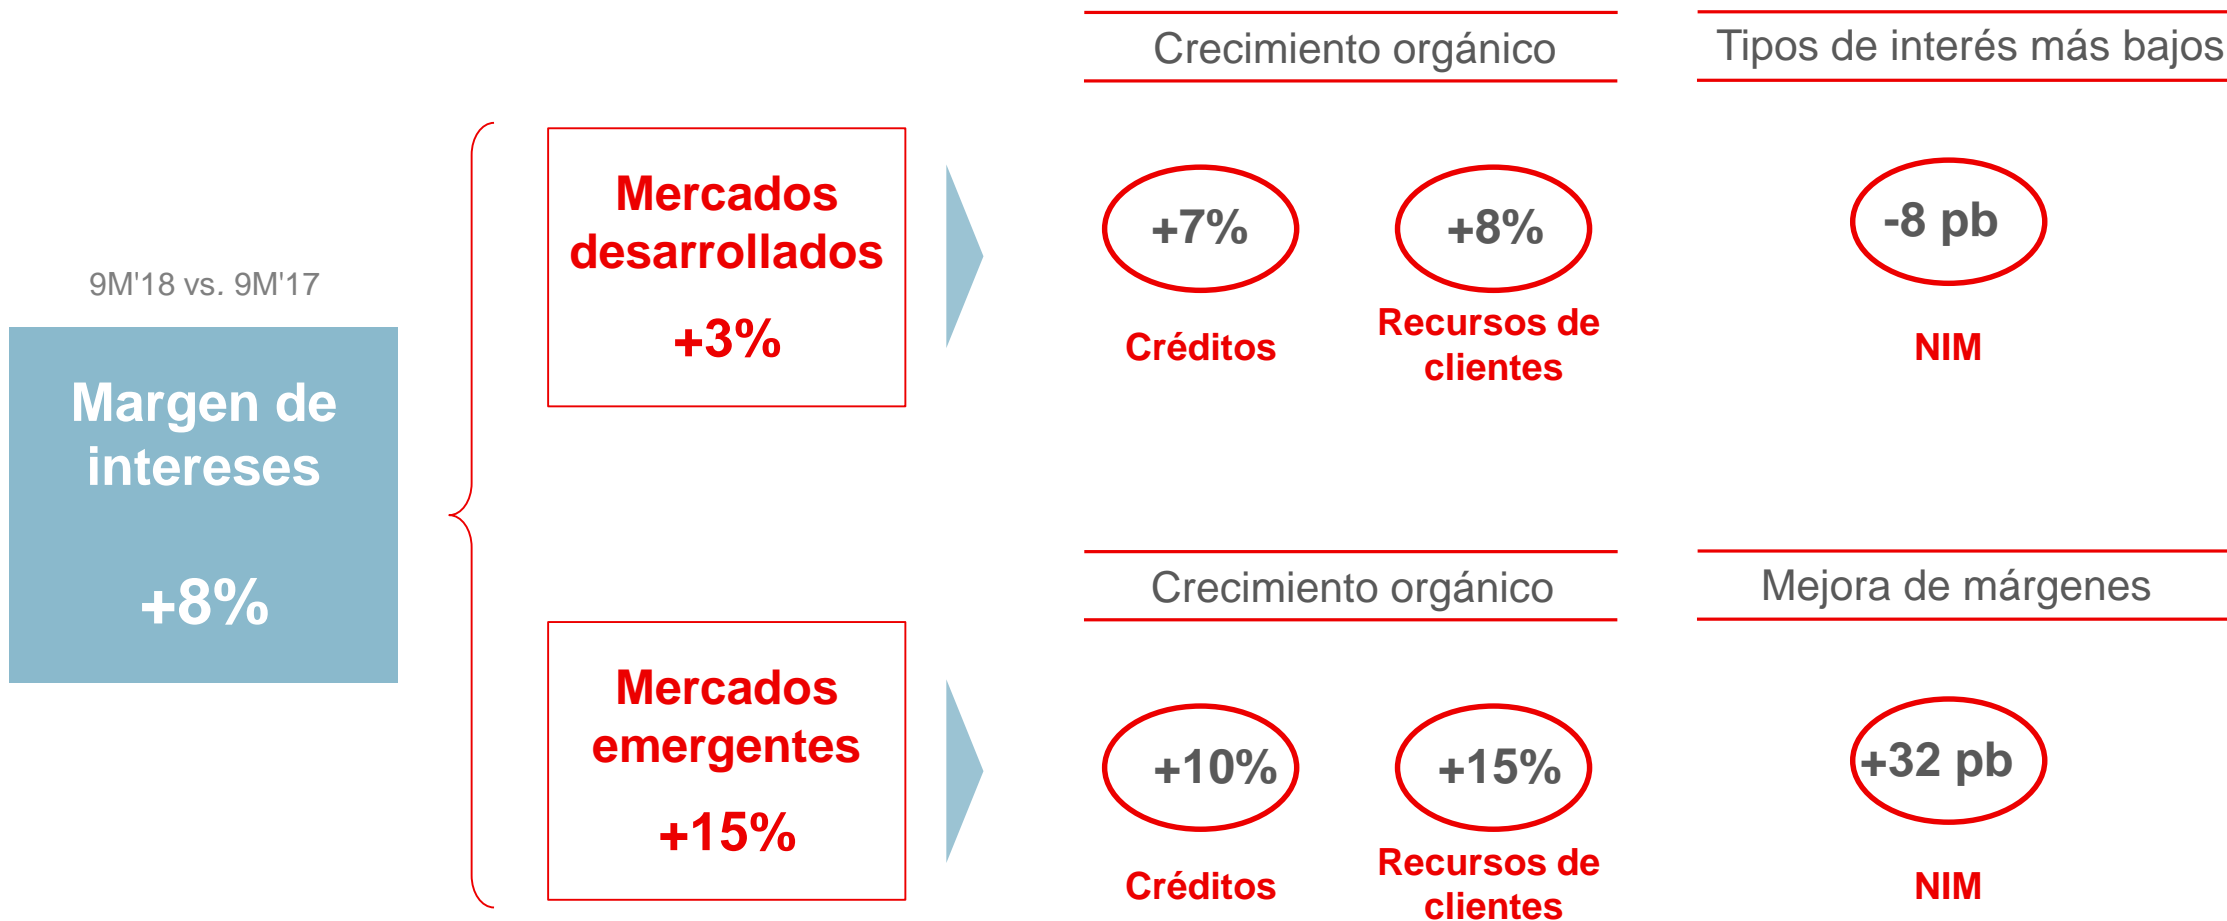 9M'18 vs. 9M'17
Margen de
intereses
+8%
Mercados
desarrollados
+3%
Crecimiento orgánico
Tipos de interés más bajos
+7%
+8%
-8 pb
Créditos
Recursos de
clientes
NIM
Mercados
emergentes
+15%
Crecimiento orgánico
Mejora de márgenes
+10%
+15%
+32 pb
Créditos
Recursos de
clientes
NIM